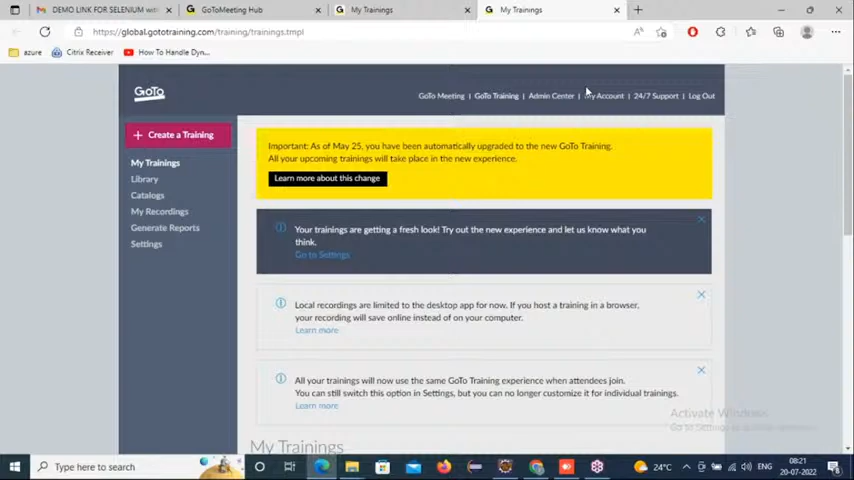 DEMO LINK FOR SELENIUM with
GoToMeeting Hub
My Trainings
My Trainings
https://global.gototraining.com/training/trainings.tmpl
azure
Citrix Receiver
How To Handle Dyn...
GoTo
GoTo Meeting | GoTo Training | Admin Center | My Account | 24/7 Support | Log Out
+ Create a Training
My Trainings
Library
Catalogs
My Recordings
Generate Reports
Settings
Important: As of May 25, you have been automatically upgraded to the new GoTo Training.
All your upcoming trainings will take place in the new experience.
Learn more about this change
Your trainings are getting a fresh look! Try out the new experience and let us know what you
think.
Go to Settings
Local recordings are limited to the desktop app for now. If you host a training in a browser,
your recording will save online instead of on your computer.
Learn more
All your trainings will now use the same GoTo Training experience when attendees join.
You can still switch this option in Settings, but you can no longer customize it for individual trainings.
Learn more
My Trainings
Activate Windows
Go to Settings to activate Windows.
Type here to search
24°C
ENG
08:21
20-07-2022